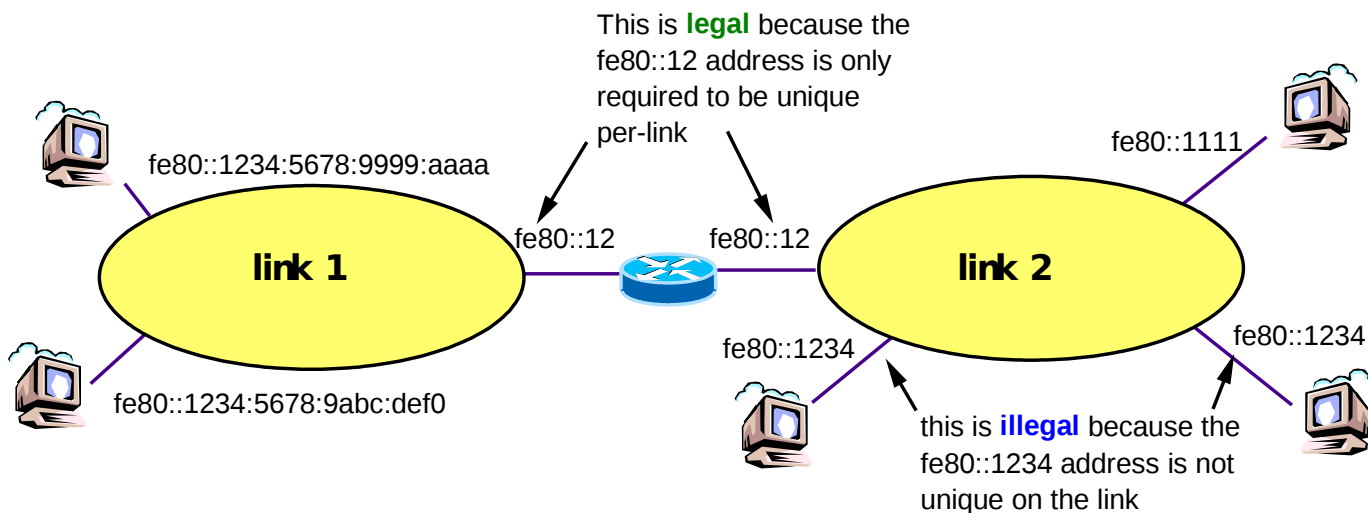 This is legal because the
fe80::12 address is only
required to be unique
per-link
fe80::1234:5678:9999:aaaa
fe80::1111
fe80::12
fe80::12
link 1
link 2
fe80::1234
fe80::1234
fe80::1234:5678:9abc:def0
this is illegal because the
fe80::1234 address is not
unique on the link